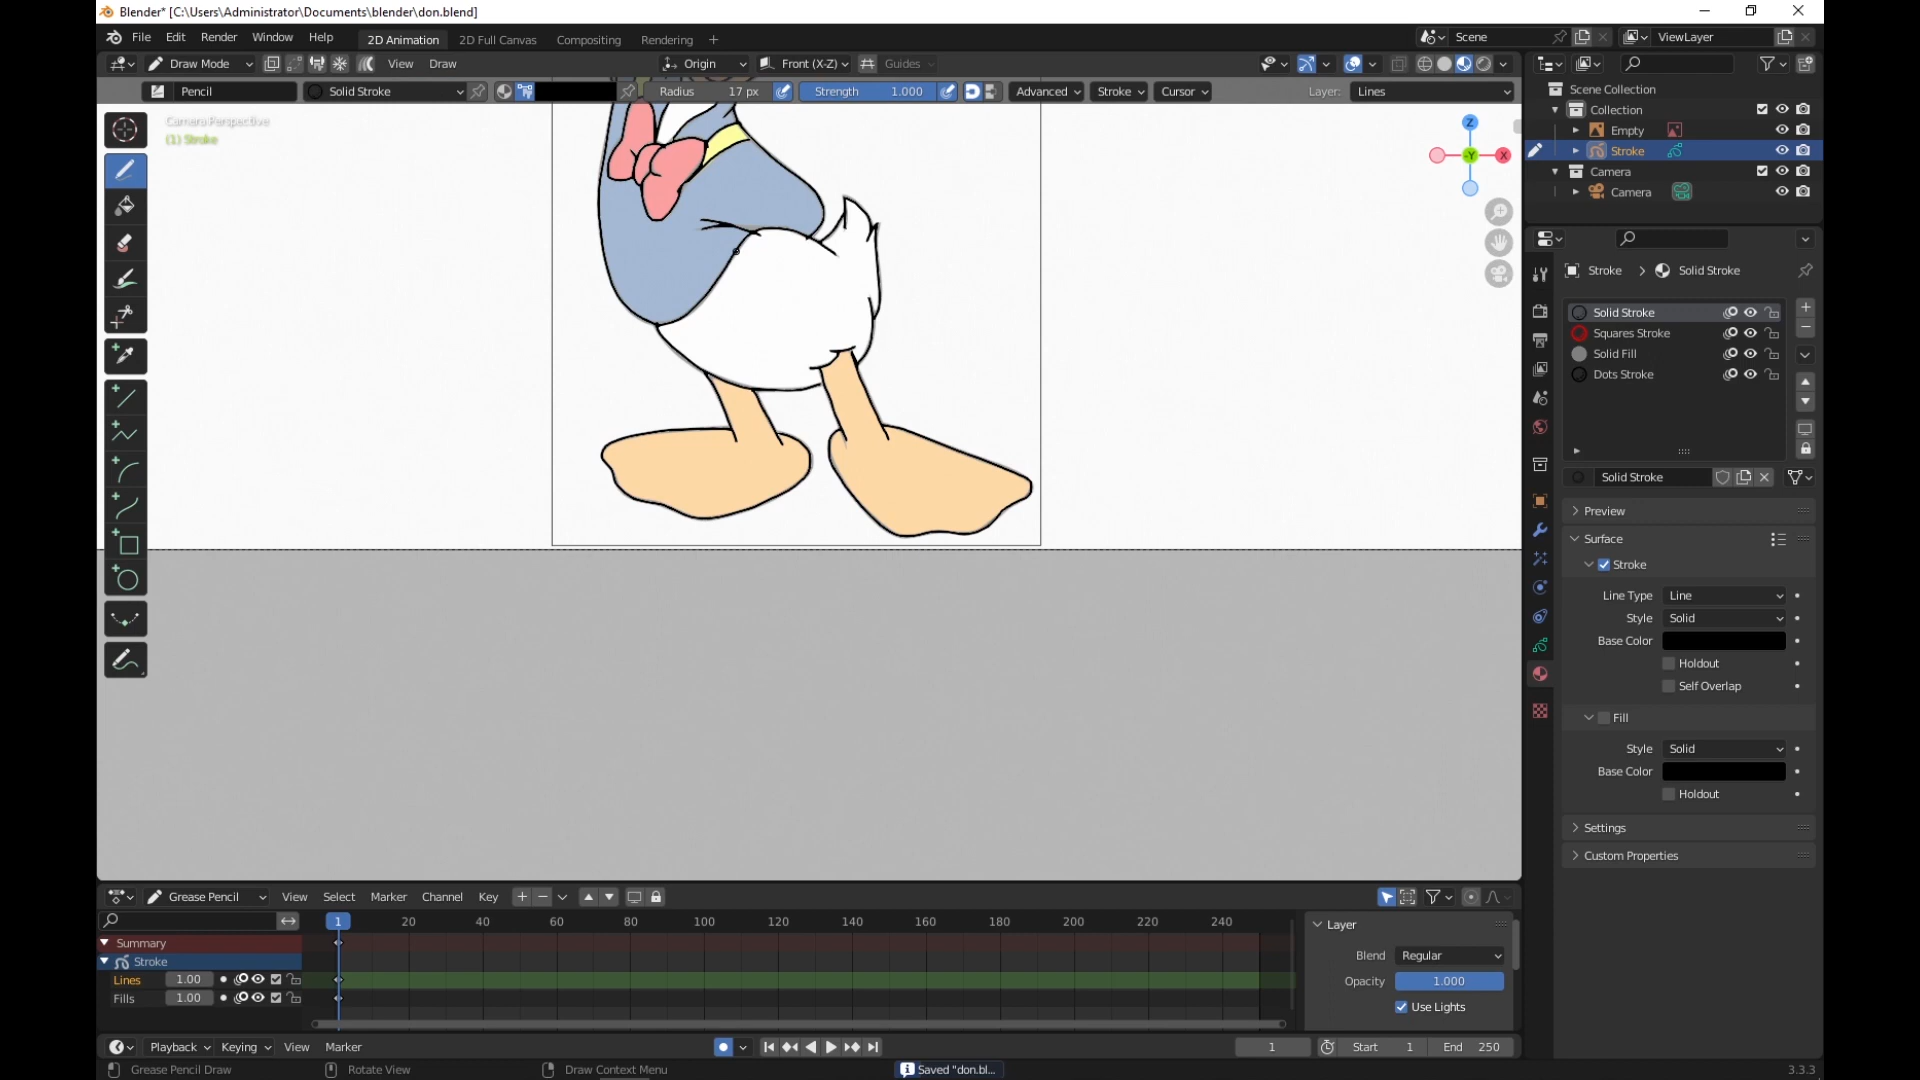 Blender* [C:\Users\Administrator\Documents\blender\don.blend]
File Edit Render Window Help 2D Animation 2D Full Canvas Compositing Rendering + Scene ViewLayer
Draw Mode View Draw Origin Front (X-Z) Guides
Pencil Solid Stroke Radius 17 px Strength 1.000 Advanced Stroke Cursor Layer: Lines
Camera Perspective
(1) Stroke
Z
-Y X
Scene Collection
Collection
Empty
Stroke
Camera
Camera
Stroke > Solid Stroke
Solid Stroke
Squares Stroke
Solid Fill
Dots Stroke
Solid Stroke
Preview
Surface
Stroke
Line Type Line
Style Solid
Base Color
Holdout
Self Overlap
Fill
Style Solid
Base Color
Holdout
Settings
Custom Properties
Grease Pencil View Select Marker Channel Key
1 20 40 60 80 100 120 140 160 180 200 220 240
Summary
Stroke
Lines 1.00
Fills 1.00
Layer
Blend Regular
Opacity 1.000
Use Lights
Playback Keying View Marker 1 Start 1 End 250
Grease Pencil Draw Rotate View Draw Context Menu Saved "don.bl... 3.3.3